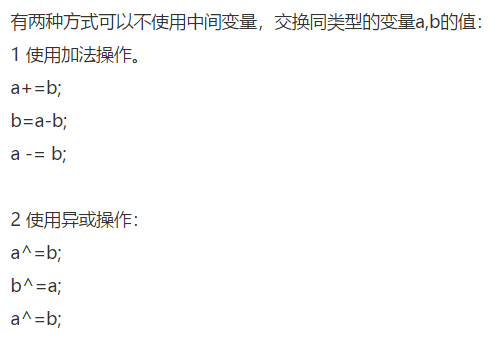 有两种方式可以不使用中间变量，交换同类型的变量a,b的值：
1 使用加法操作。
a+=b;
b=a-b;
a -= b;
2 使用异或操作：
a^=b;
b^=a;
a^=b;